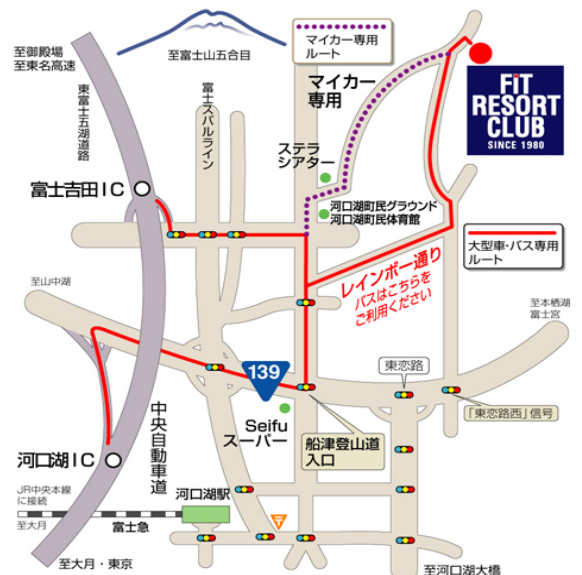 至御殿場
至東名高速
至富士山五合目
マイカー専用
ルート
FiT
RESORT
CLUB
SINCE 1980
東富士五湖道路
富士スバルライン
マイカー
専用
ステラ
シアター
富士吉田IC
河口湖町民グラウンド
河口湖町民体育館
大型車・バス専用
ルート
レインボー通り
バスはこちらを
ご利用ください
至山中湖
至本栖湖
富士宮
139
東恋路
Seifu
スーパー
船津登山道
入口
「東恋路西」信号
中央自動車道
河口湖IC
JR中央本線
に接続
至大月
富士急
河口湖駅
〒
至大月・東京
至河口湖大橋